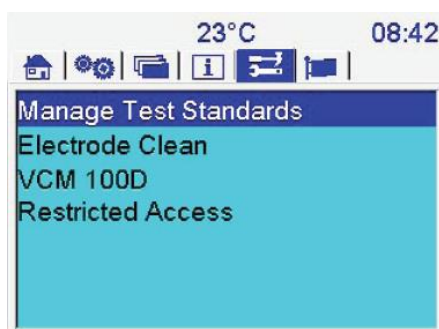 23°C 08:42
i
Manage Test Standards
Electrode Clean
VCM 100D
Restricted Access